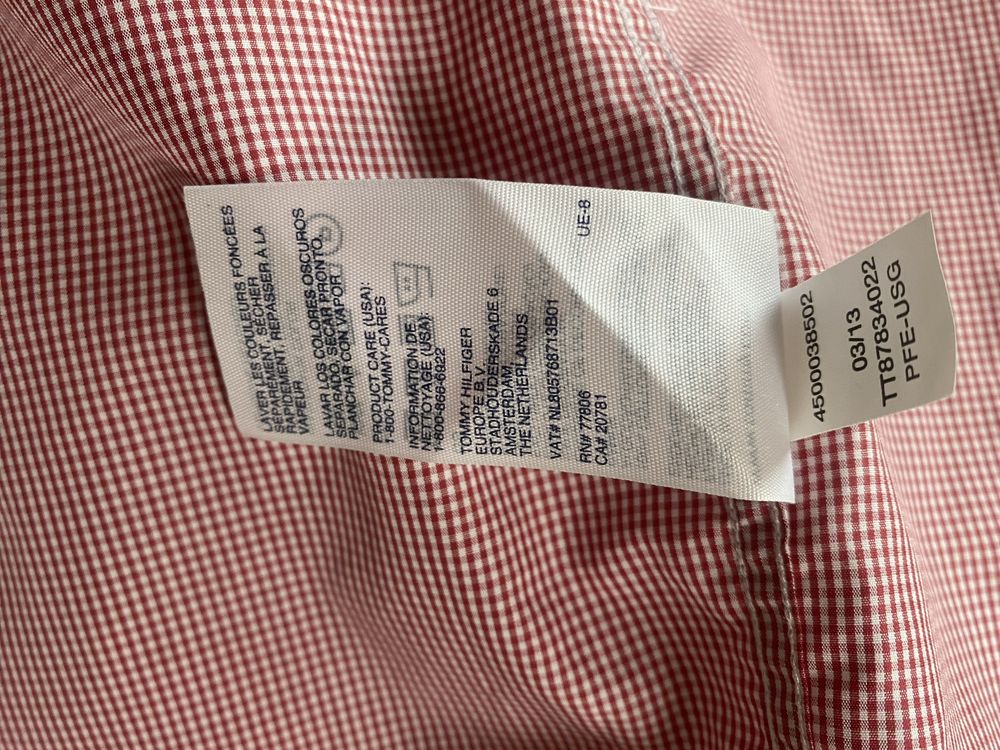 LAVER LES COULEURS FONCÉES
SÉPARÉMENT, SÉCHER
RAPIDEMENT, REPASSER À LA
VAPEUR
LAVAR LOS COLORES OSCUROS
SEPARADO, SECAR PRONTO,
PLANCHAR CON VAPOR
PRODUCT CARE (USA):
1-800-TOMMY-CARES
INFORMATION DE
NETTOYAGE (USA):
1-800-866-6922
TOMMY HILFIGER
EUROPE B.V.
STADHOUDERSKADE 6
AMSTERDAM,
THE NETHERLANDS
VAT# NL805768713B01
RN# 77806 UE-8
CA# 20781
4500038502
03/13
TT87834022
PFE-USG